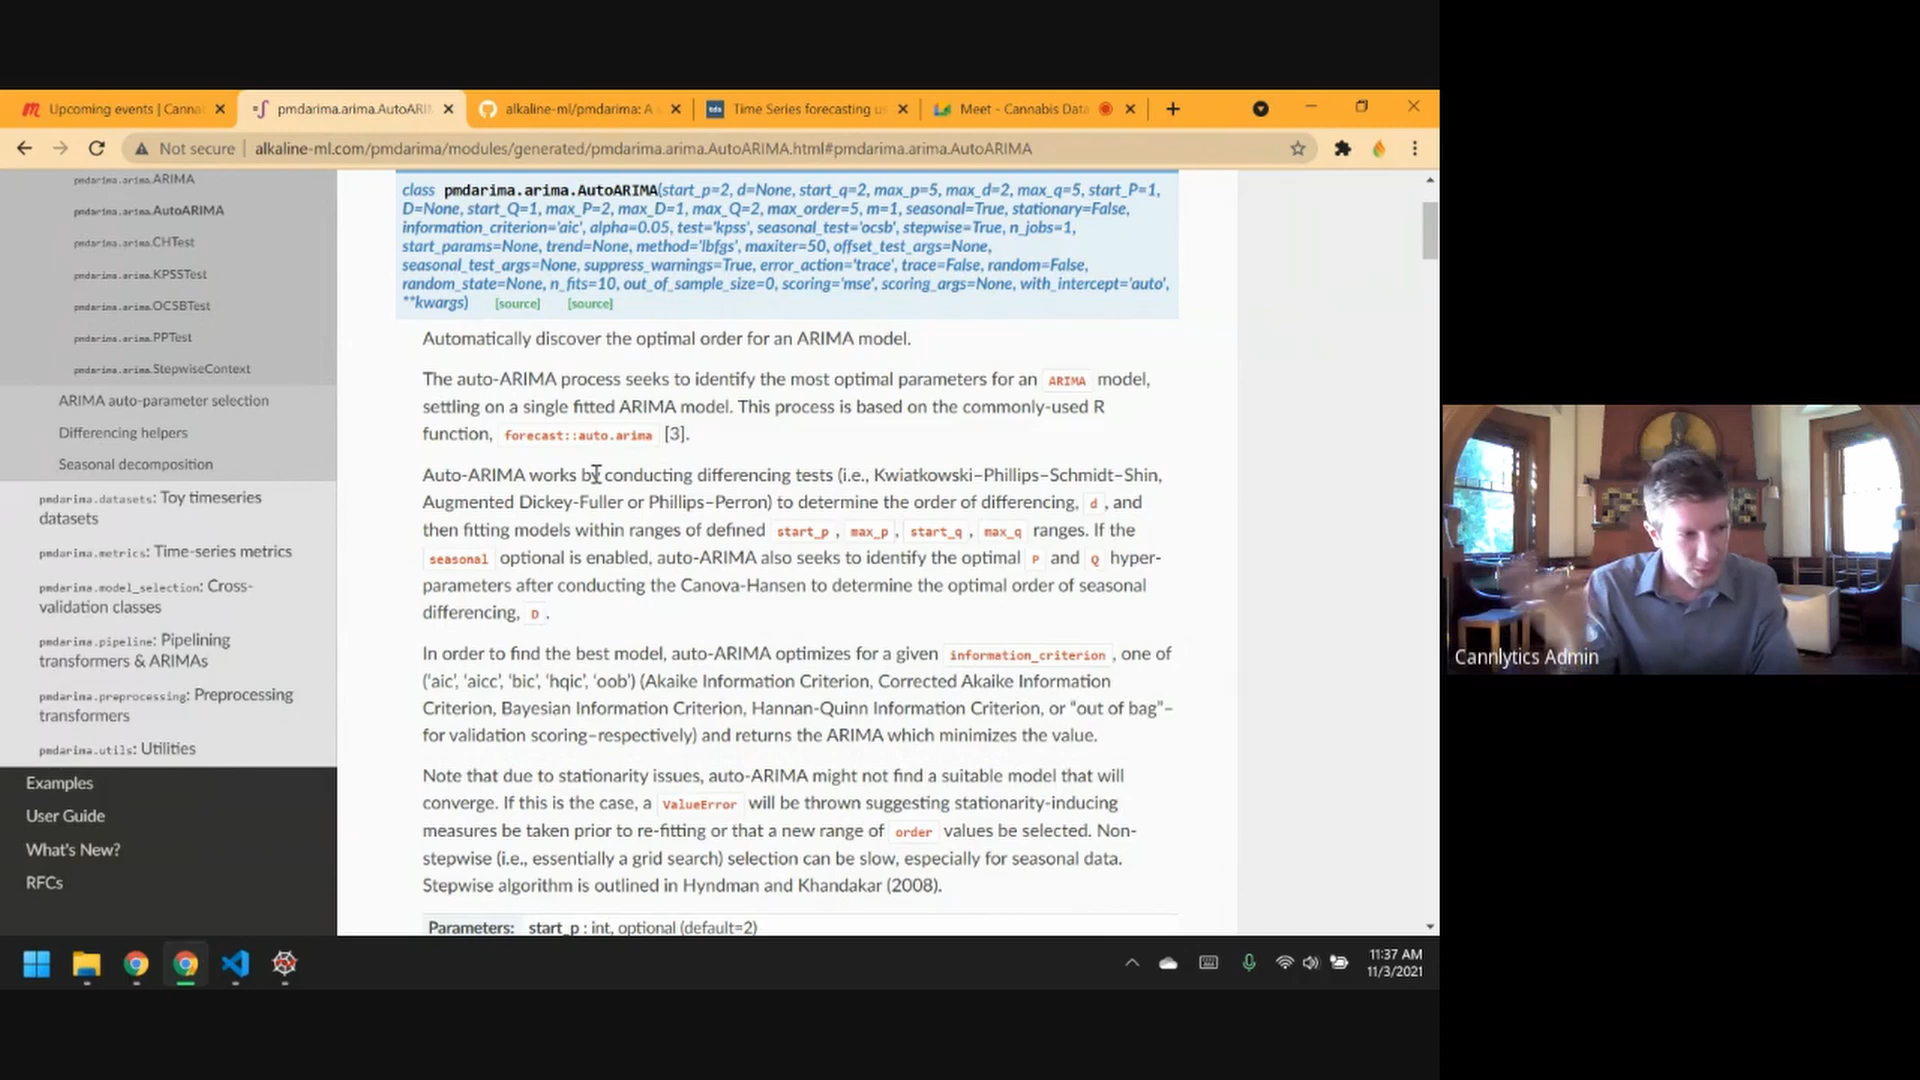 Upcoming events | Canna
pmdarima.arima.AutoARI
alkaline-ml/pmdarima: A
tds
Time Series forecasting us
Meet - Cannabis Data
Not secure
alkaline-ml.com/pmdarima/modules/generated/pmdarima.arima.AutoARIMA.html#pmdarima.arima.AutoARIMA
pmdarima.arima.ARIMA
pmdarima.arima.AutoARIMA
pmdarima.arima.CHTest
pmdarima.arima.KPSSTest
pmdarima.arima.OCSBTest
pmdarima.arima.PPTest
pmdarima.arima.StepwiseContext
ARIMA auto-parameter selection
Differencing helpers
Seasonal decomposition
pmdarima.datasets: Toy timeseries
datasets
pmdarima.metrics: Time-series metrics
pmdarima.model_selection: Cross-
validation classes
pmdarima.pipeline: Pipelining
transformers & ARIMAs
pmdarima.preprocessing: Preprocessing
transformers
pmdarima.utils: Utilities
Examples
User Guide
What's New?
RFCs
class pmdarima.arima.AutoARIMA(start_p=2, d=None, start_q=2, max_p=5, max_d=2, max_q=5, start_P=1,
D=None, start_Q=1, max_P=2, max_D=1, max_Q=2, max_order=5, m=1, seasonal=True, stationary=False,
information_criterion='aic', alpha=0.05, test='kpss', seasonal_test='ocsb', stepwise=True, n_jobs=1,
start_params=None, trend=None, method='lbfgs', maxiter=50, offset_test_args=None,
seasonal_test_args=None, suppress_warnings=True, error_action='trace', trace=False, random=False,
random_state=None, n_fits=10, out_of_sample_size=0, scoring='mse', scoring_args=None, with_intercept='auto',
**kwargs) [source] [source]
Automatically discover the optimal order for an ARIMA model.
The auto-ARIMA process seeks to identify the most optimal parameters for an ARIMA model,
settling on a single fitted ARIMA model. This process is based on the commonly-used R
function, forecast::auto.arima [3].
Auto-ARIMA works by conducting differencing tests (i.e., Kwiatkowski–Phillips–Schmidt–Shin,
Augmented Dickey-Fuller or Phillips–Perron) to determine the order of differencing, d, and
then fitting models within ranges of defined start_p, max_p, start_q, max_q ranges. If the
seasonal optional is enabled, auto-ARIMA also seeks to identify the optimal P and Q hyper-
parameters after conducting the Canova-Hansen to determine the optimal order of seasonal
differencing, D.
In order to find the best model, auto-ARIMA optimizes for a given information_criterion, one of
(‘aic’, ‘aicc’, ‘bic’, ‘hqic’, ‘oob’) (Akaike Information Criterion, Corrected Akaike Information
Criterion, Bayesian Information Criterion, Hannan-Quinn Information Criterion, or “out of bag”–
for validation scoring–respectively) and returns the ARIMA which minimizes the value.
Note that due to stationarity issues, auto-ARIMA might not find a suitable model that will
converge. If this is the case, a ValueError will be thrown suggesting stationarity-inducing
measures be taken prior to re-fitting or that a new range of order values be selected. Non-
stepwise (i.e., essentially a grid search) selection can be slow, especially for seasonal data.
Stepwise algorithm is outlined in Hyndman and Khandakar (2008).
Parameters: start_p : int, optional (default=2)
Cannlytics Admin
11:37 AM
11/3/2021